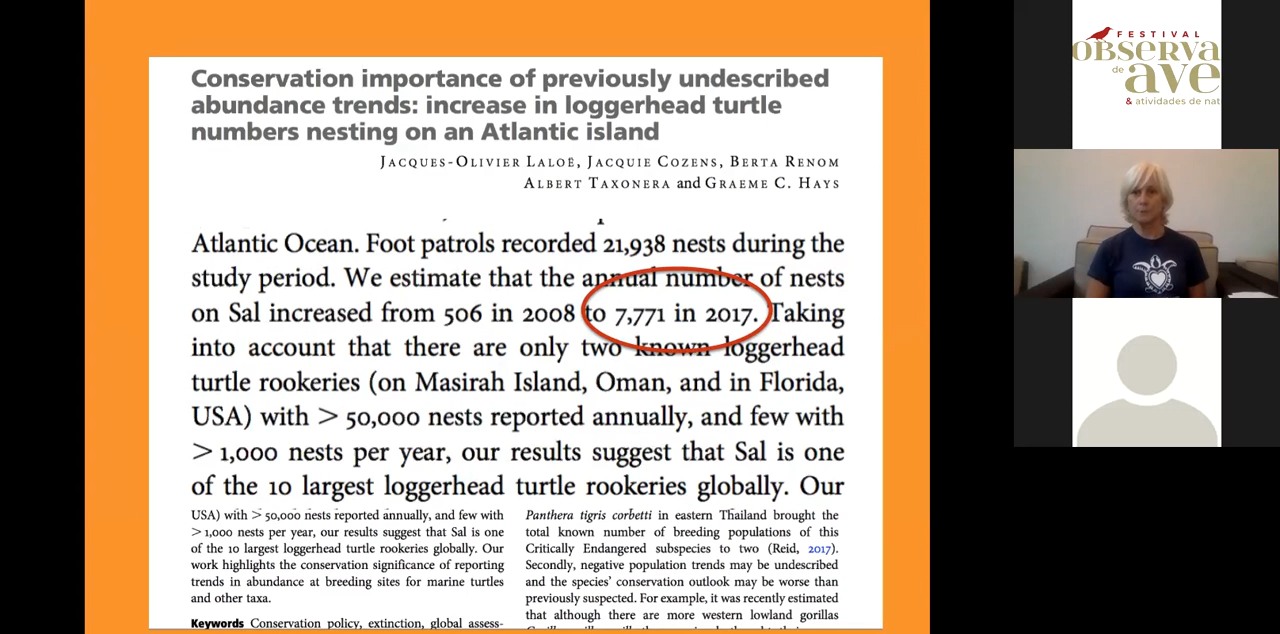 Conservation importance of previously undescribed
abundance trends: increase in loggerhead turtle
numbers nesting on an Atlantic island
JACQUES-OLIVIER LALOË, JACQUIE COZENS, BERTA RENOM
ALBERT TAXONERA and GRAEME C. HAYS
Atlantic Ocean. Foot patrols recorded 21,938 nests during the
study period. We estimate that the annual number of nests
on Sal increased from 506 in 2008 to 7,771 in 2017. Taking
into account that there are only two known loggerhead
turtle rookeries (on Masirah Island, Oman, and in Florida,
USA) with > 50,000 nests reported annually, and few with
> 1,000 nests per year, our results suggest that Sal is one
of the 10 largest loggerhead turtle rookeries globally. Our
USA) with > 50,000 nests reported annually, and few with
> 1,000 nests per year, our results suggest that Sal is one
of the 10 largest loggerhead turtle rookeries globally. Our
work highlights the conservation significance of reporting
trends in abundance at breeding sites for marine turtles
and other taxa.
Keywords Conservation policy, extinction, global assess-
Panthera tigris corbetti in eastern Thailand brought the
total known number of breeding populations of this
Critically Endangered subspecies to two (Reid, 2017).
Secondly, negative population trends may be undescribed
and the species' conservation outlook may be worse than
previously suspected. For example, it was recently estimated
that although there are more western lowland gorillas
FESTIVAL
OBSERVA
de ave
& atividades de nat